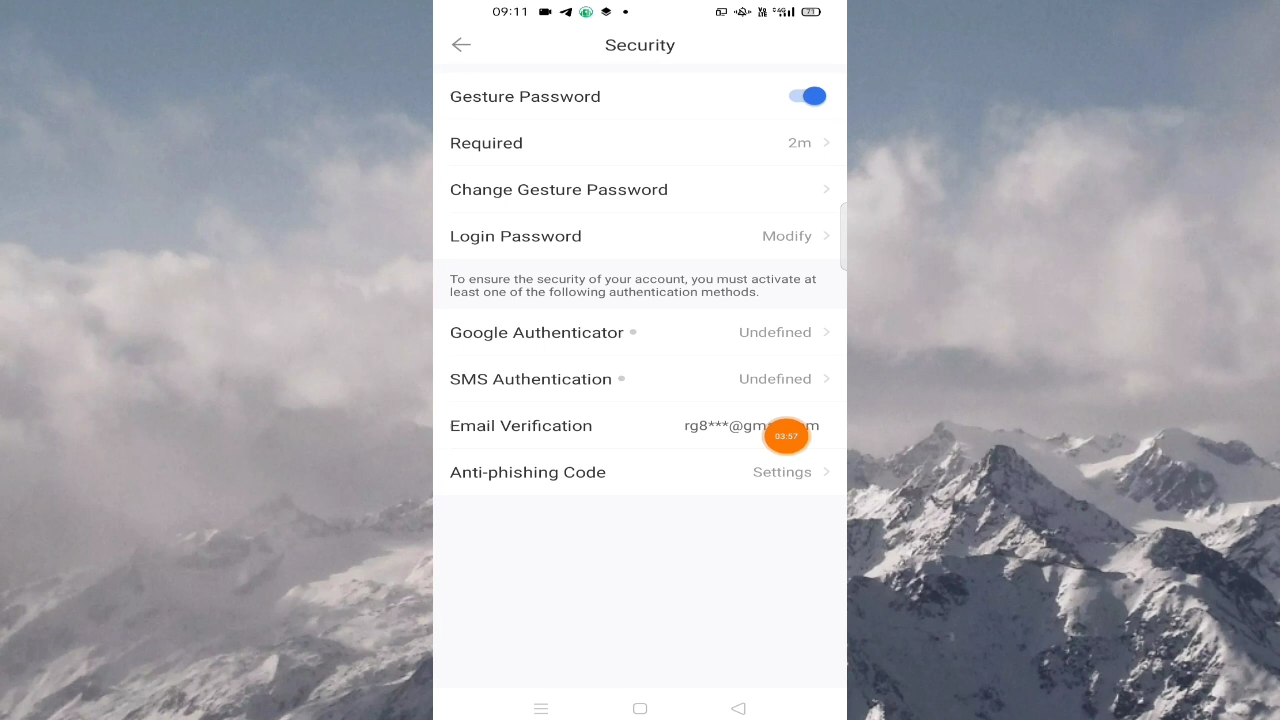 09:11
73
Security
Gesture Password
Required 2m
Change Gesture Password
Login Password Modify
To ensure the security of your account, you must activate at
least one of the following authentication methods.
Google Authenticator Undefined
SMS Authentication Undefined
Email Verification rg8***@gm
03:57
Anti-phishing Code Settings